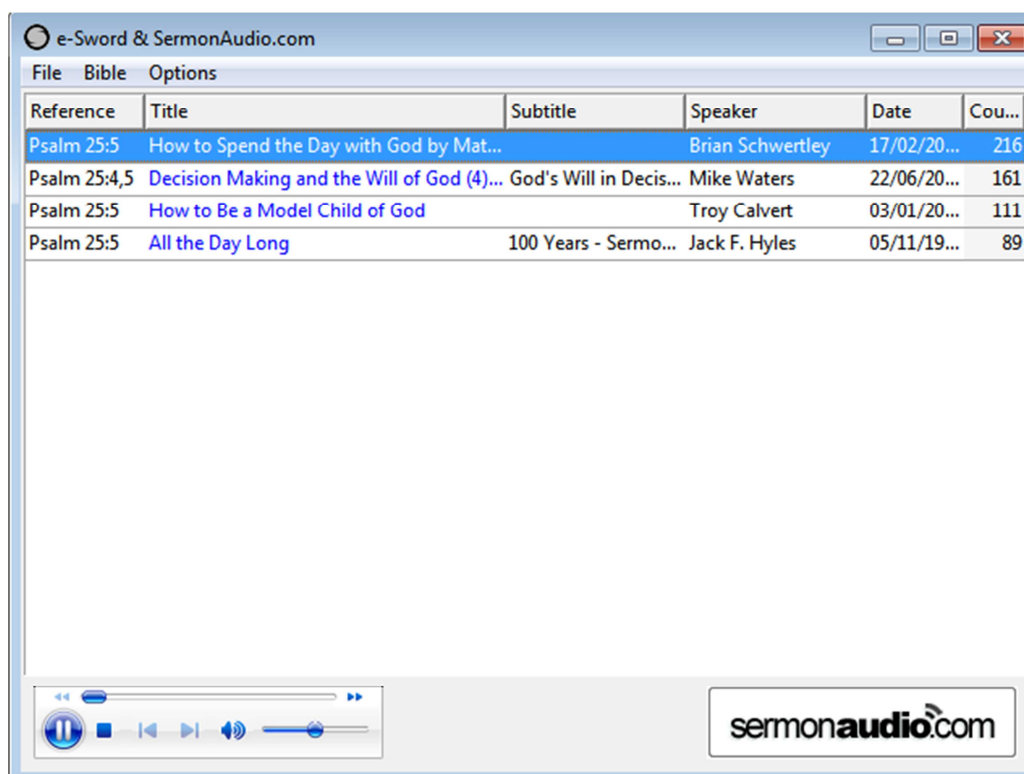 e-Sword & SermonAudio.com
File Bible Options
Reference Title Subtitle Speaker Date Cou...
Psalm 25:5 How to Spend the Day with God by Mat... Brian Schwertley 17/02/20... 216
Psalm 25:4,5 Decision Making and the Will of God (4)... God's Will in Decis... Mike Waters 22/06/20... 161
Psalm 25:5 How to Be a Model Child of God Troy Calvert 03/01/20... 111
Psalm 25:5 All the Day Long 100 Years - Sermo... Jack F. Hyles 05/11/19... 89
sermonaudio.com